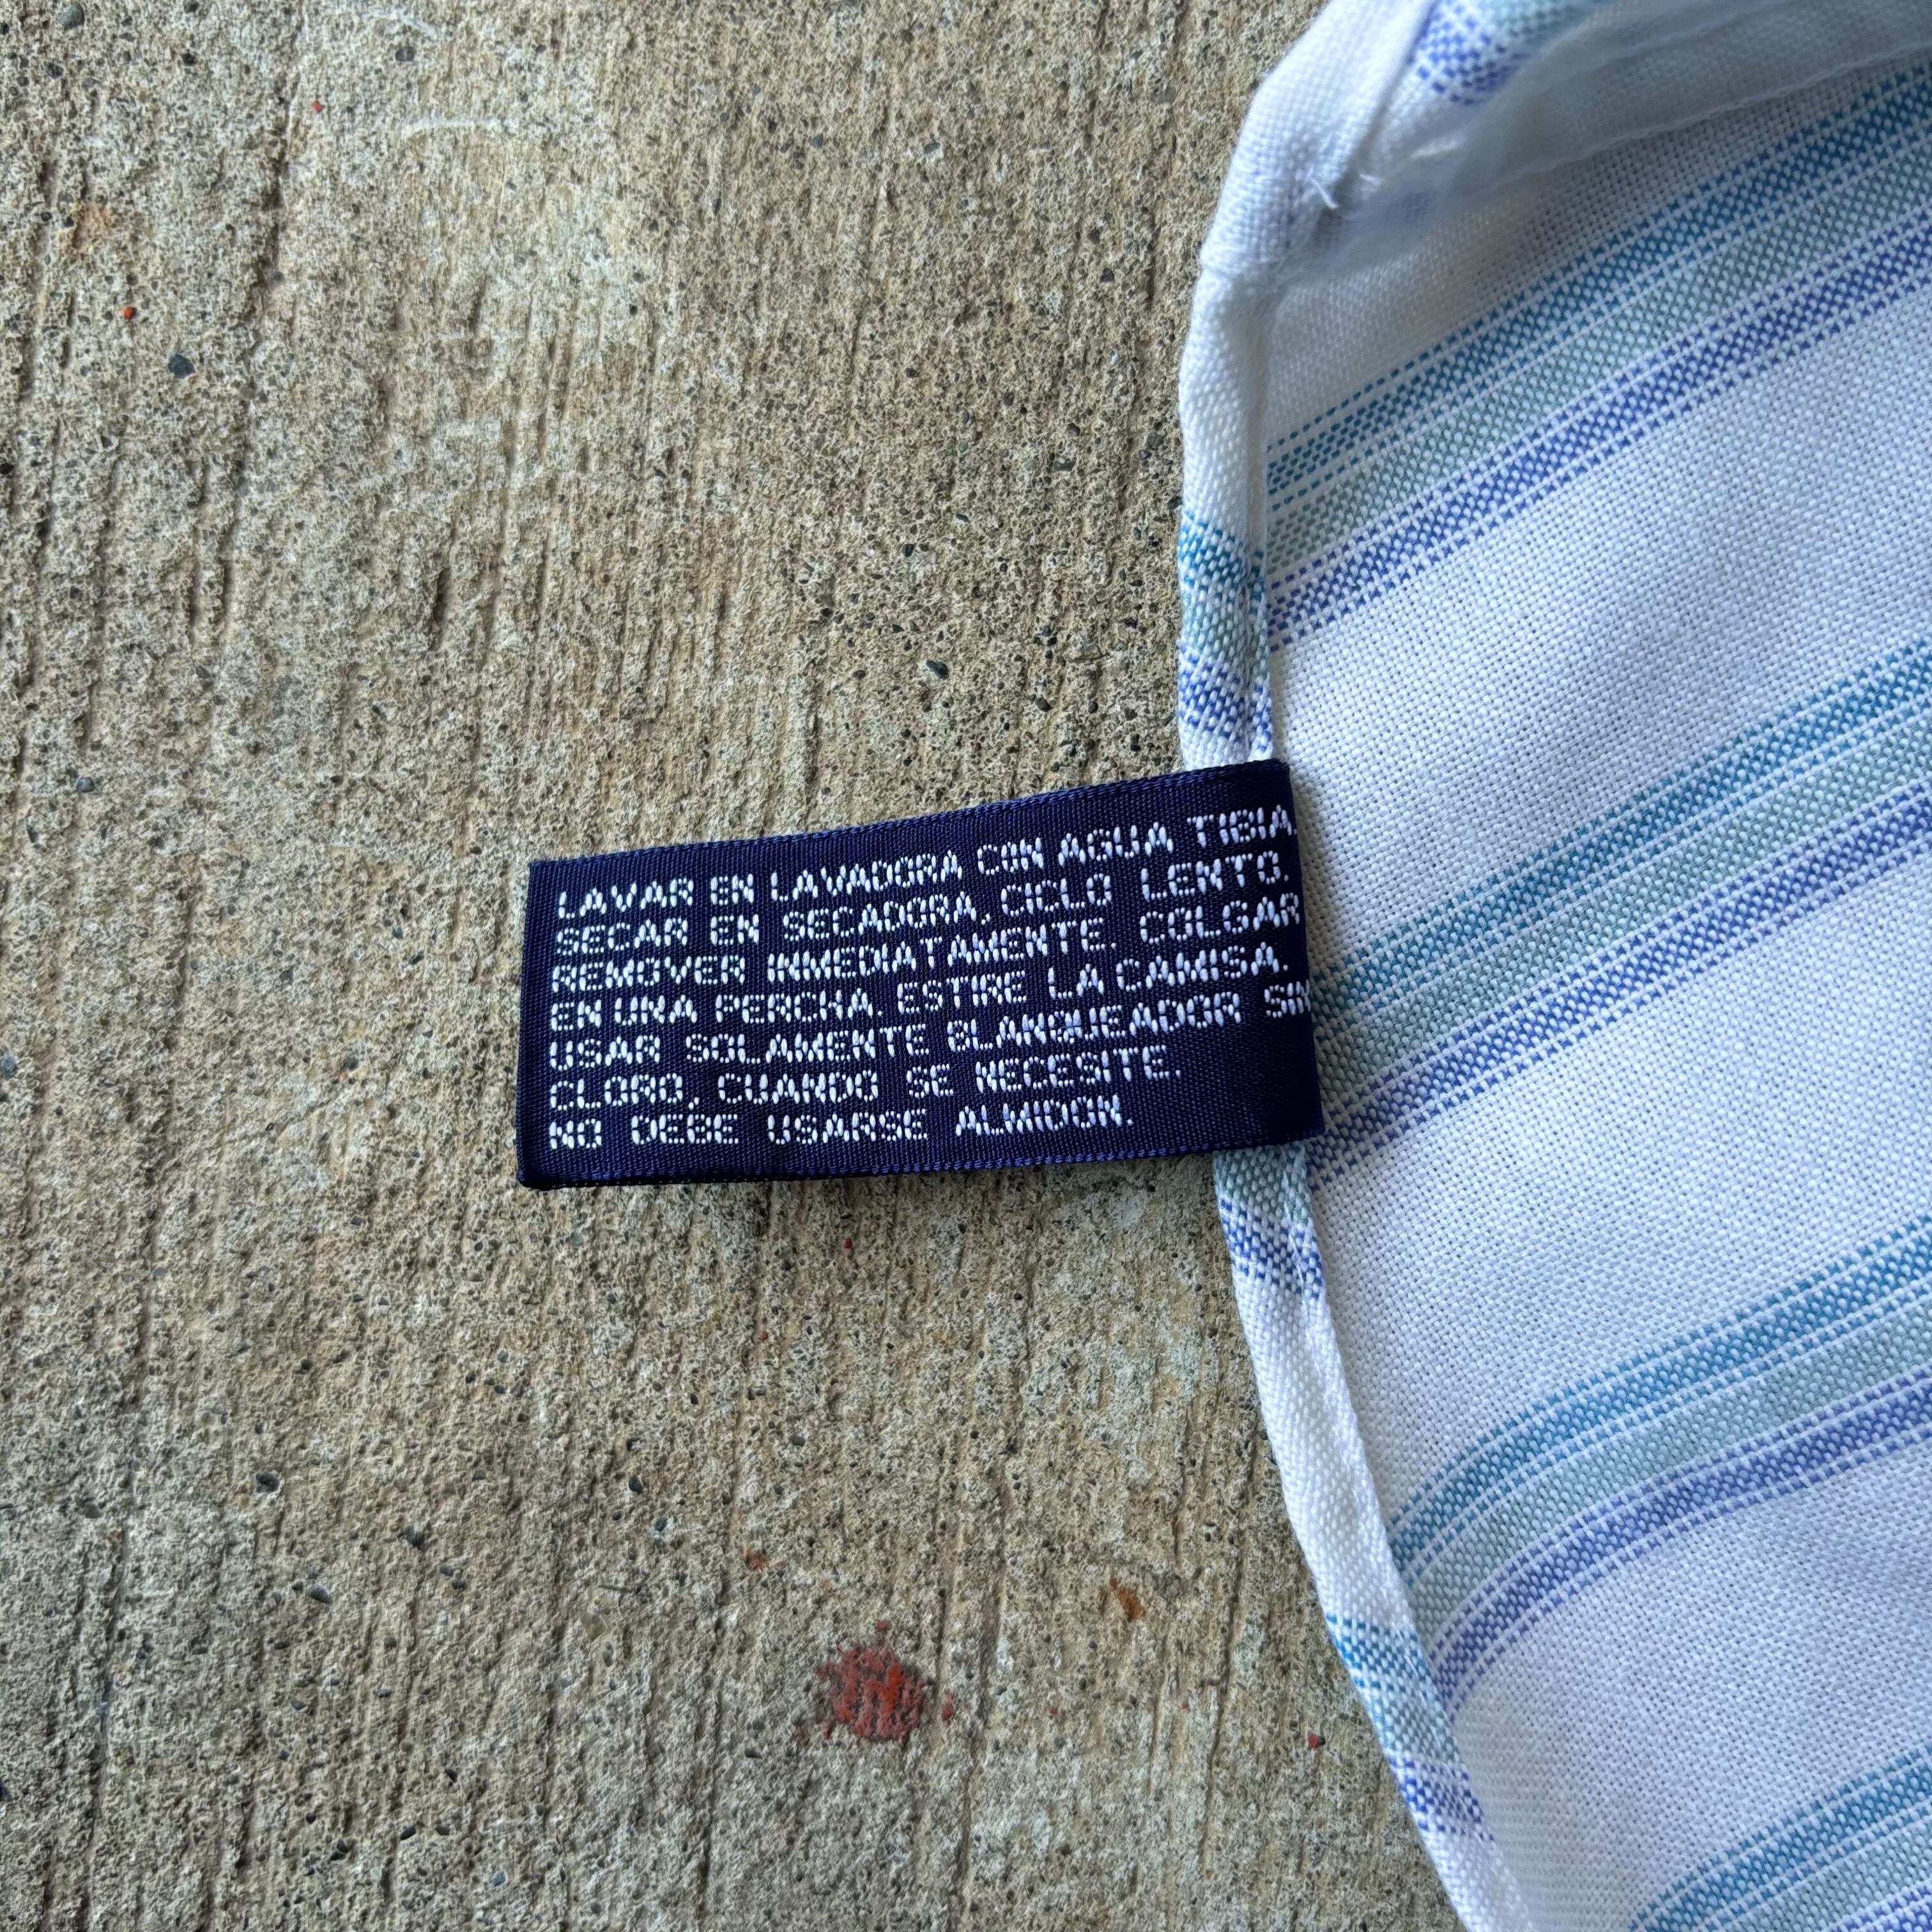 LAVAR EN LAVADORA CON AGUA TIBIA.
SECAR EN SECADORA, CICLO LENTO.
REMOVER INMEDIATAMENTE. COLGAR
EN UNA PERCHA, ESTIRE LA CAMISA.
USAR SOLAMENTE BLANQUEADOR SIN
CLORO, CUANDO SE NECESITE.
NO DEBE USARSE ALMIDON.